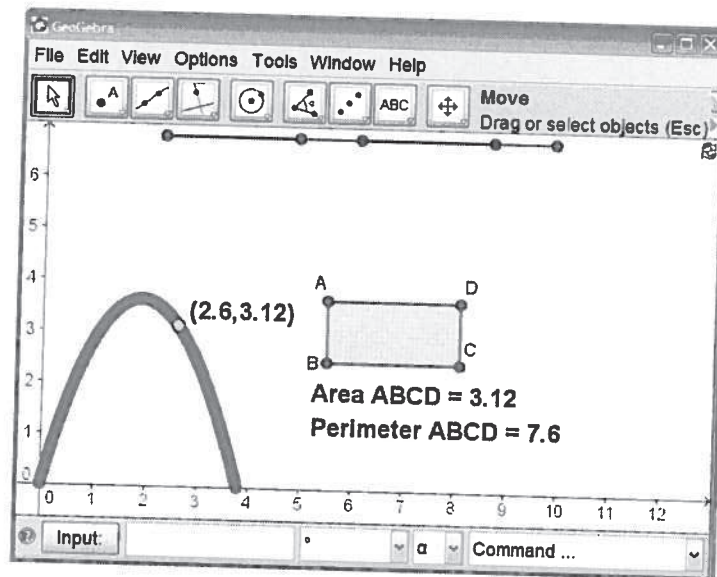 GeoGebra
File Edit View Options Tools Window Help
A
ABC
Move
Drag or select objects (Esc)
6
5
4
3
2
1
0
(2.6,3.12)
A
D
B
C
Area ABCD = 3.12
Perimeter ABCD = 7.6
0 1 2 3 4 5 6 7 8 9 10 11 12
Input:
°
α
Command ...